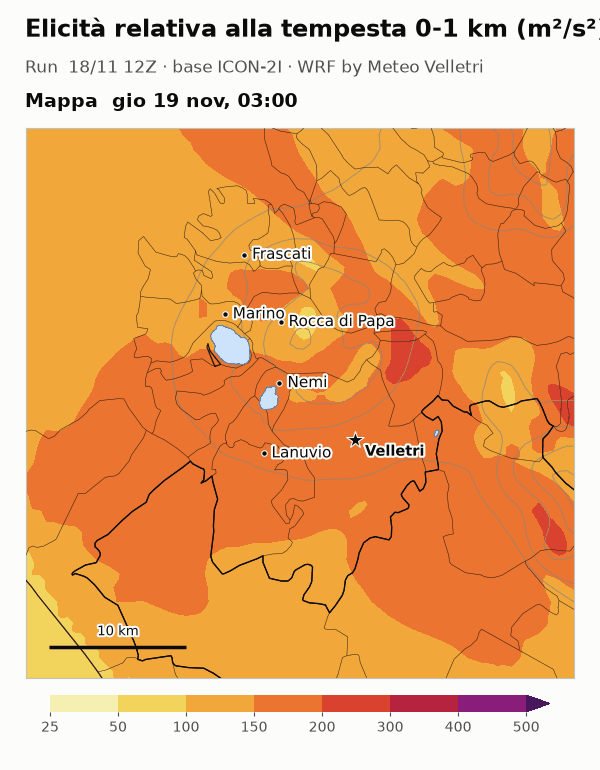 Elicità relativa alla tempesta 0-1 km (m²/s²)
Run  18/11 12Z · base ICON-2I · WRF by Meteo Velletri
Mappa  gio 19 nov, 03:00
Frascati
Marino
Rocca di Papa
Nemi
Velletri
Lanuvio
10 km
25 50 100 150 200 300 400 500